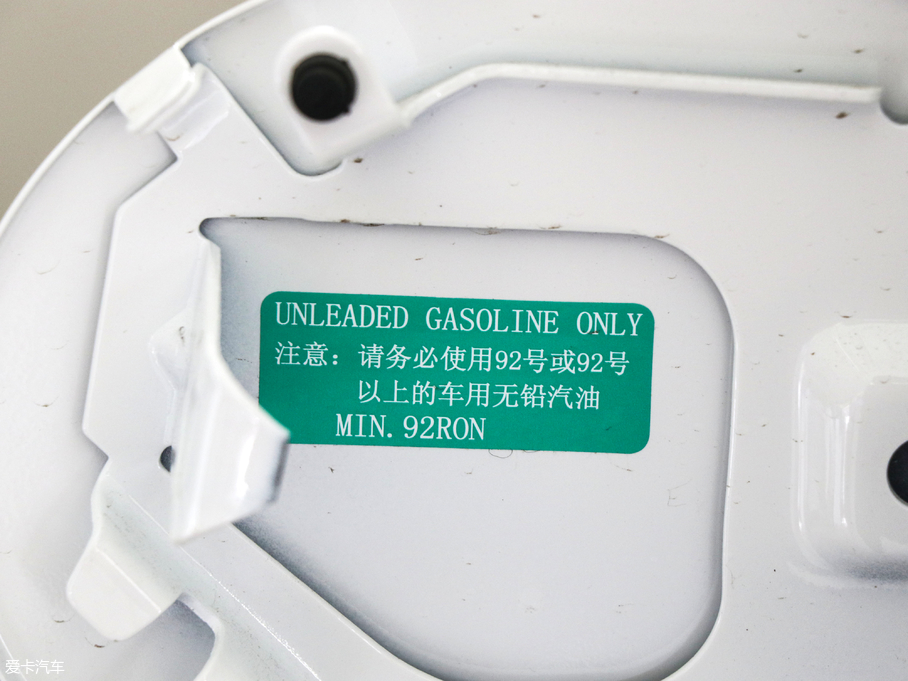 UNLEADED GASOLINE ONLY
注意：请务必使用92号或92号
以上的车用无铅汽油
MIN.92RON
爱卡汽车